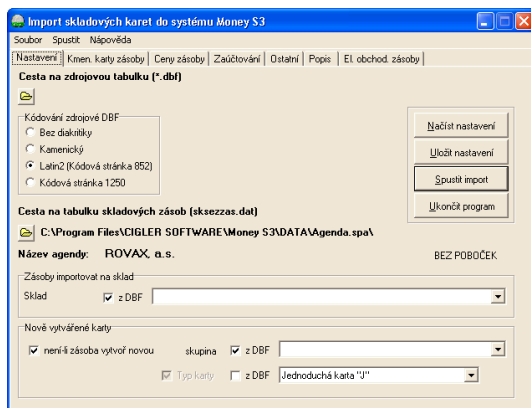 Import skladových karet do systému Money S3
Soubor Spustit Nápověda
Nastavení Kmen. karty zásoby Ceny zásoby Zaúčtování Ostatní Popis El. obchod. zásoby
Cesta na zdrojovou tabulku (*.dbf)
Kódování zdrojové DBF
Bez diakritiky
Kamenický
Latin2 (Kódová stránka 852)
Kódová stránka 1250
Načíst nastavení
Uložit nastavení
Spustit import
Ukončit program
Cesta na tabulku skladových zásob (sksezzas.dat)
C:\Program Files\CIGLER SOFTWARE\Money S3\DATA\Agenda.spa\
Název agendy: ROVAX, a.s. BEZ POBOČEK
Zásoby importovat na sklad
Sklad z DBF
Nově vytvářené karty
není-li zásoba vytvoř novou skupina z DBF
Typ karty z DBF Jednoduchá karta "J"